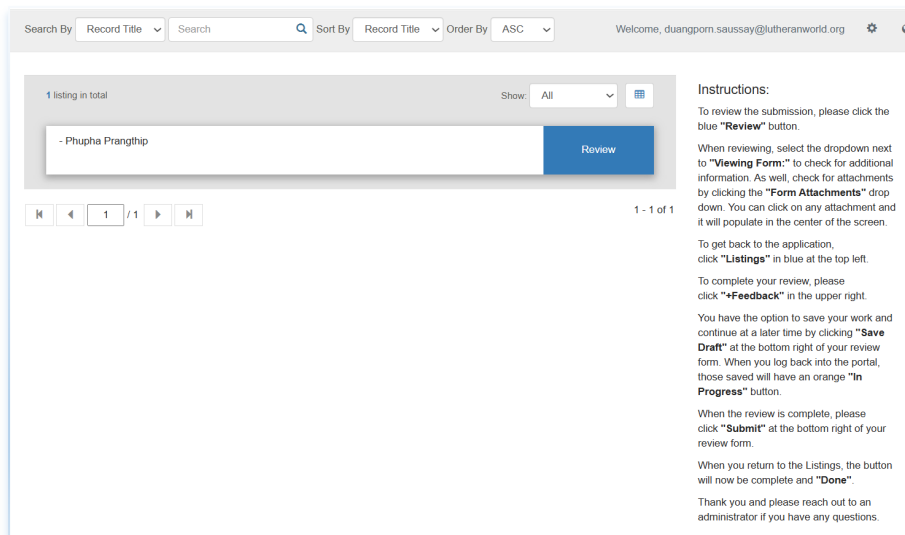 Search By Record Title Search Sort By Record Title Order By ASC Welcome, duangporn.saussay@lutheranworld.org
1 listing in total Show: All
- Phupha Prangthip
Review
1 / 1
1 - 1 of 1
Instructions:
To review the submission, please click the
blue "Review" button.
When reviewing, select the dropdown next
to "Viewing Form:" to check for additional
information. As well, check for attachments
by clicking the "Form Attachments" drop
down. You can click on any attachment and
it will populate in the center of the screen.
To get back to the application,
click "Listings" in blue at the top left.
To complete your review, please
click "+Feedback" in the upper right.
You have the option to save your work and
continue at a later time by clicking "Save
Draft" at the bottom right of your review
form. When you log back into the portal,
those saved will have an orange "In
Progress" button.
When the review is complete, please
click "Submit" at the bottom right of your
review form.
When you return to the Listings, the button
will now be complete and "Done".
Thank you and please reach out to an
administrator if you have any questions.